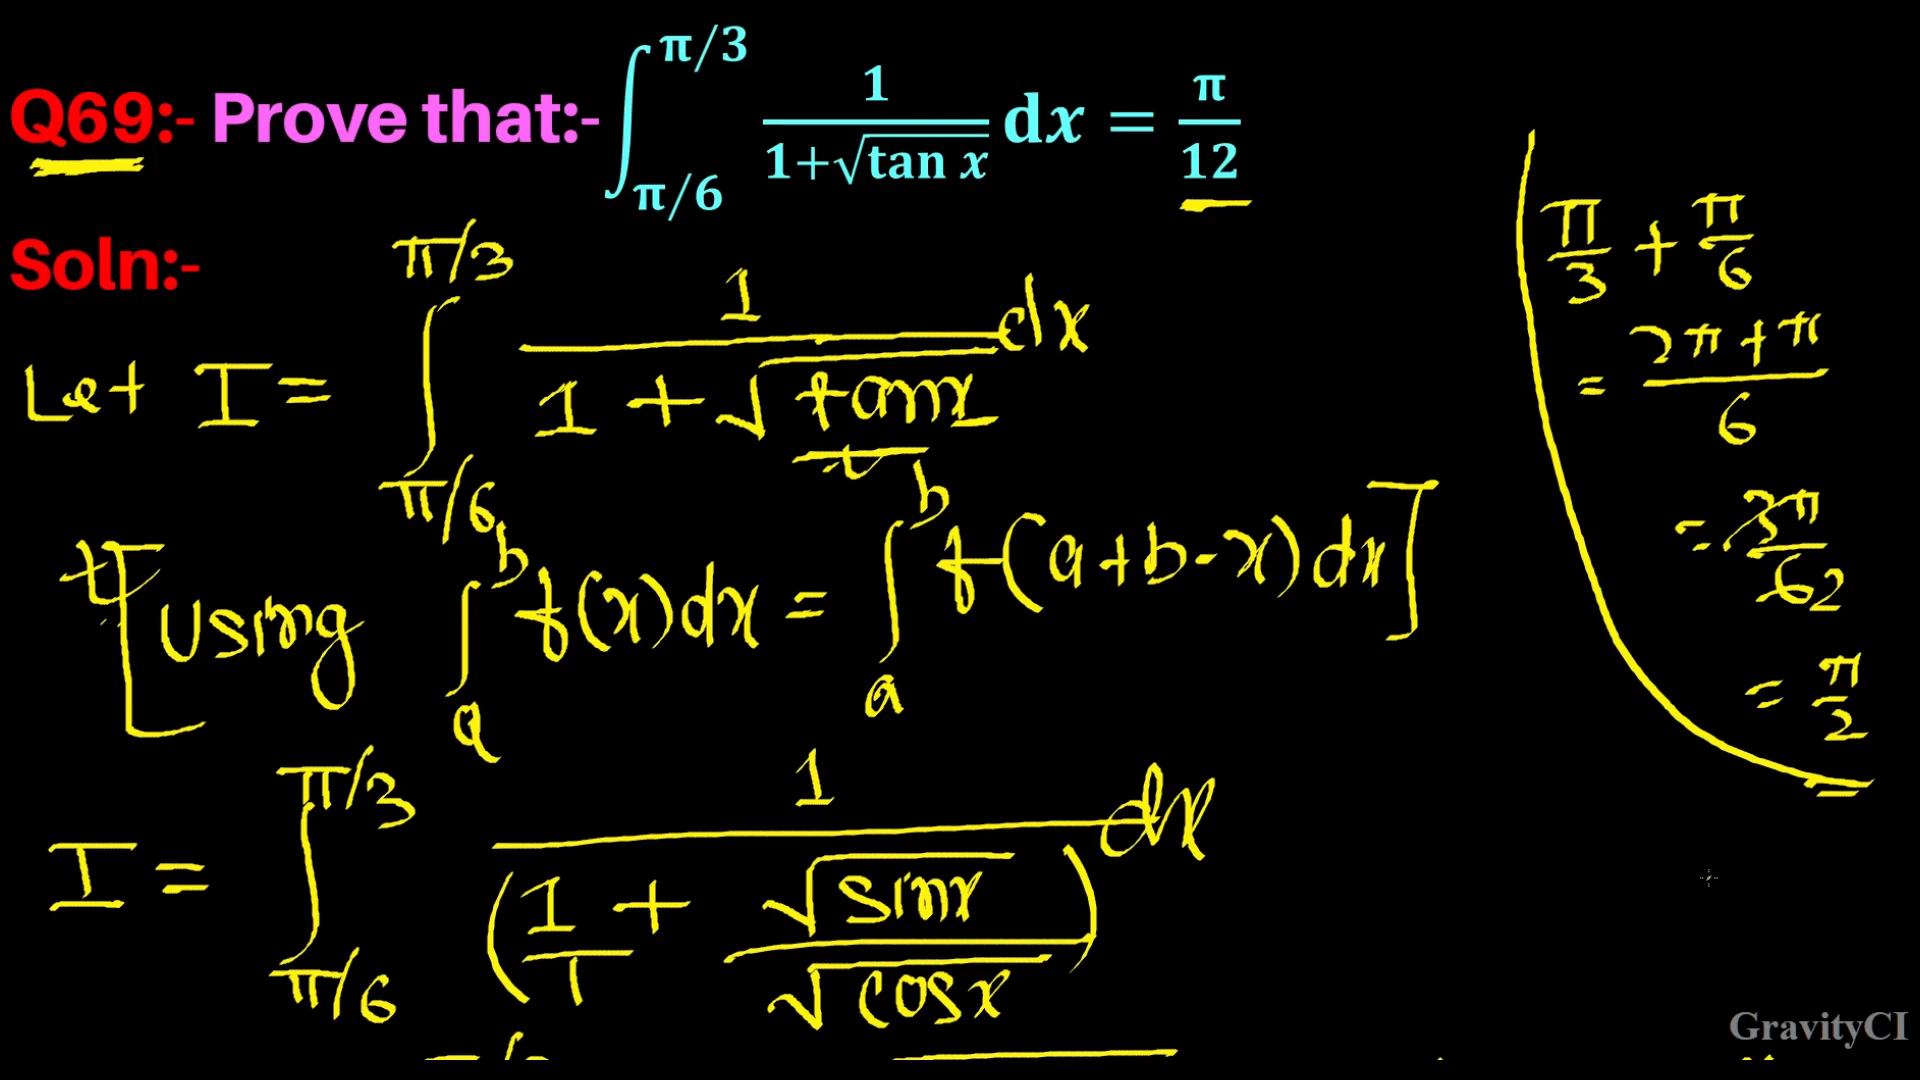 Q69:- Prove that:- ∫_{π/6}^{π/3} 1/(1+√tan x) dx = π/12
Soln:-
Let I = ∫_{π/6}^{π/3} 1/(1 + √tanx) dx
[Using ∫_a^b f(x)dx = ∫_a^b f(a+b-x)dx]
I = ∫_{π/6}^{π/3} 1/(1/1 + √sinx/√cosx) dx
π/3 + π/6
= (2π + π)/6
= 3π/6 2
= π/2
GravityCI